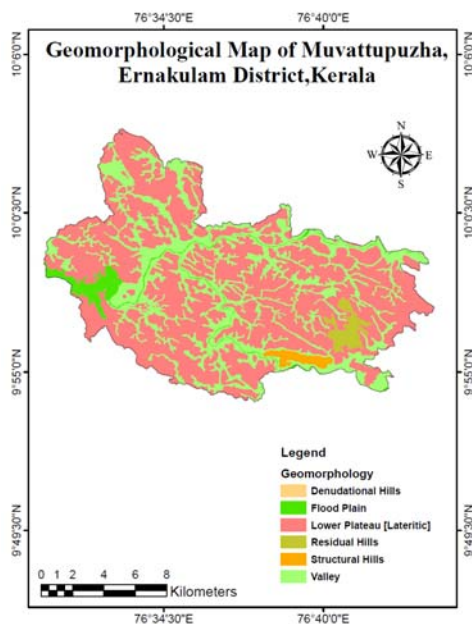 76°34'30"E
76°40'0"E
Geomorphological Map of Muvattupuzha,
Ernakulam District,Kerala
10°6'0"N
10°6'0"N
N
W
E
S
10°0'30"N
10°0'30"N
9°55'0"N
9°55'0"N
Legend
Geomorphology
Denudational Hills
Flood Plain
Lower Plateau [Lateritic]
Residual Hills
Structural Hills
Valley
9°49'30"N
9°49'30"N
0 1 2 4 6 8
Kilometers
76°34'30"E
76°40'0"E